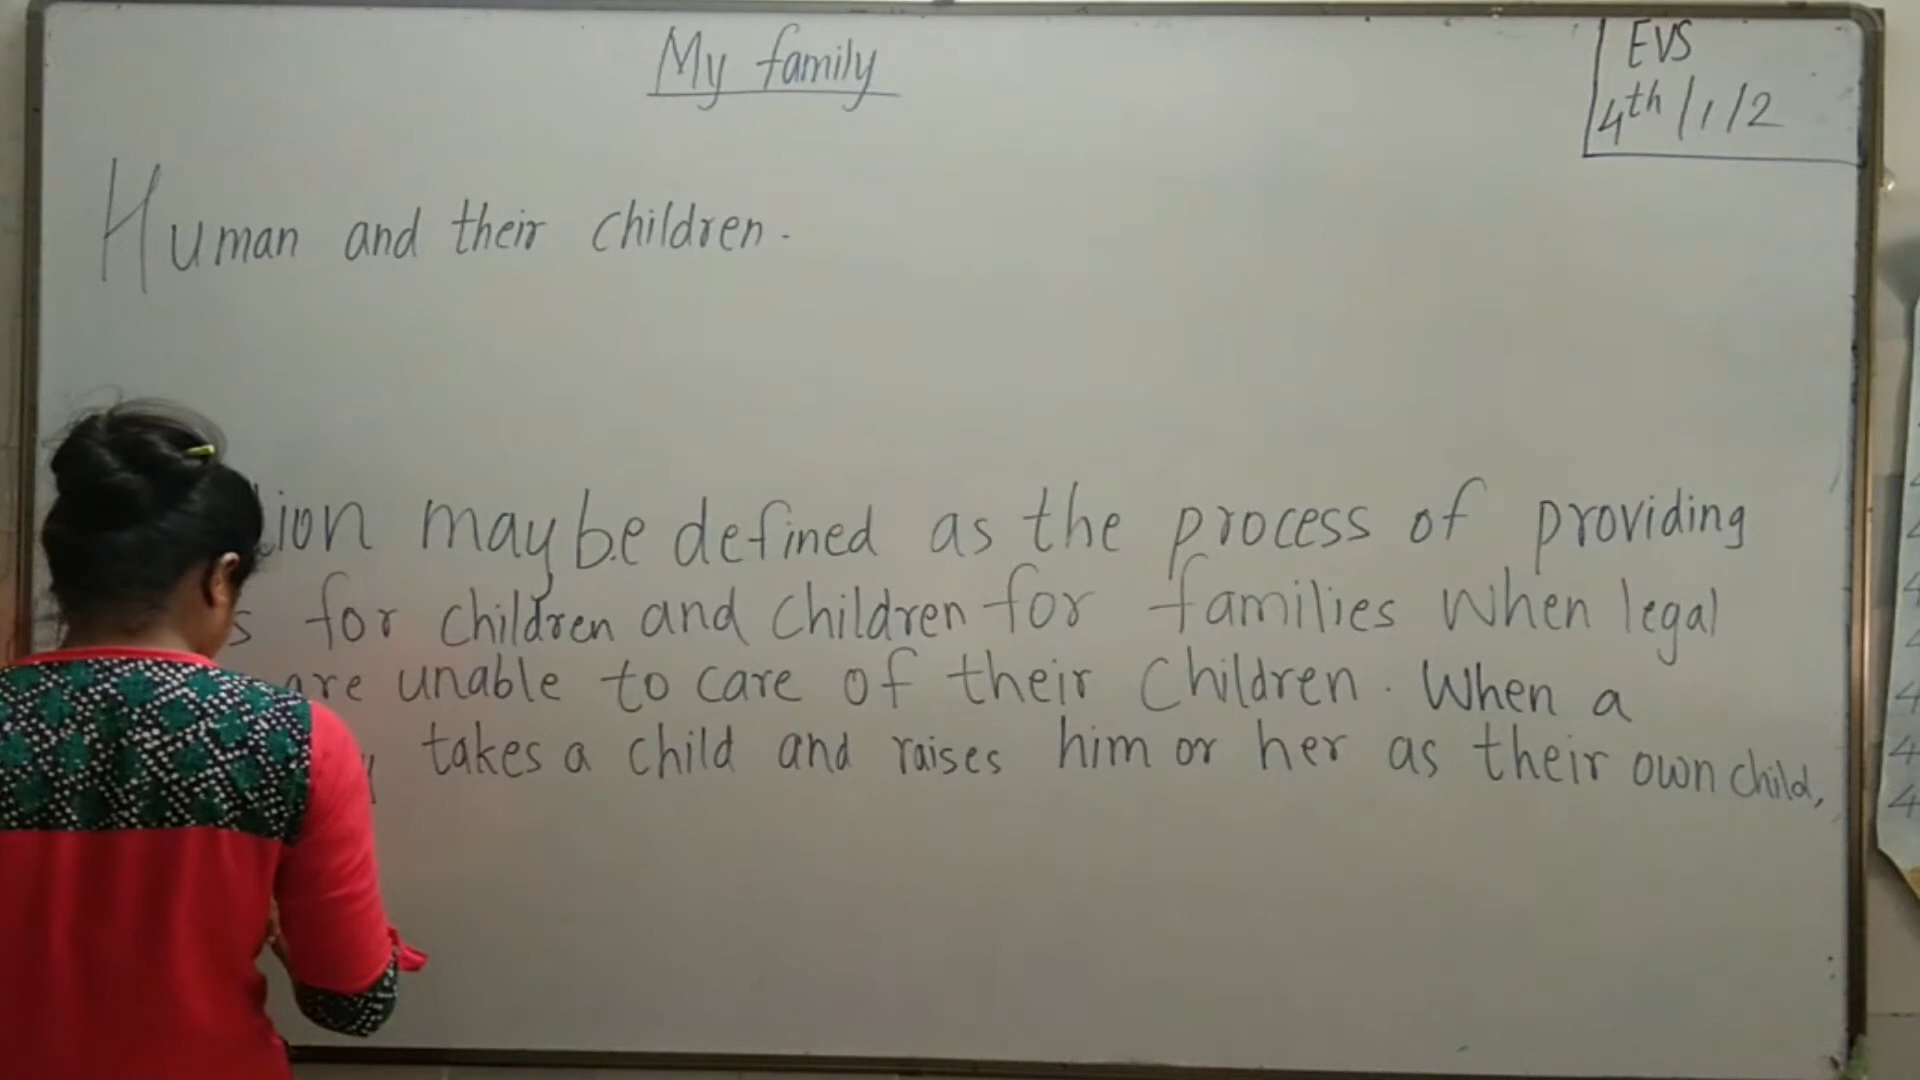 My family
EVS
4th/1/2
Human and their children.
may be defined as the process of providing
for children and children for families when legal
are unable to care of their children. When a
takes a child and raises him or her as their own child,